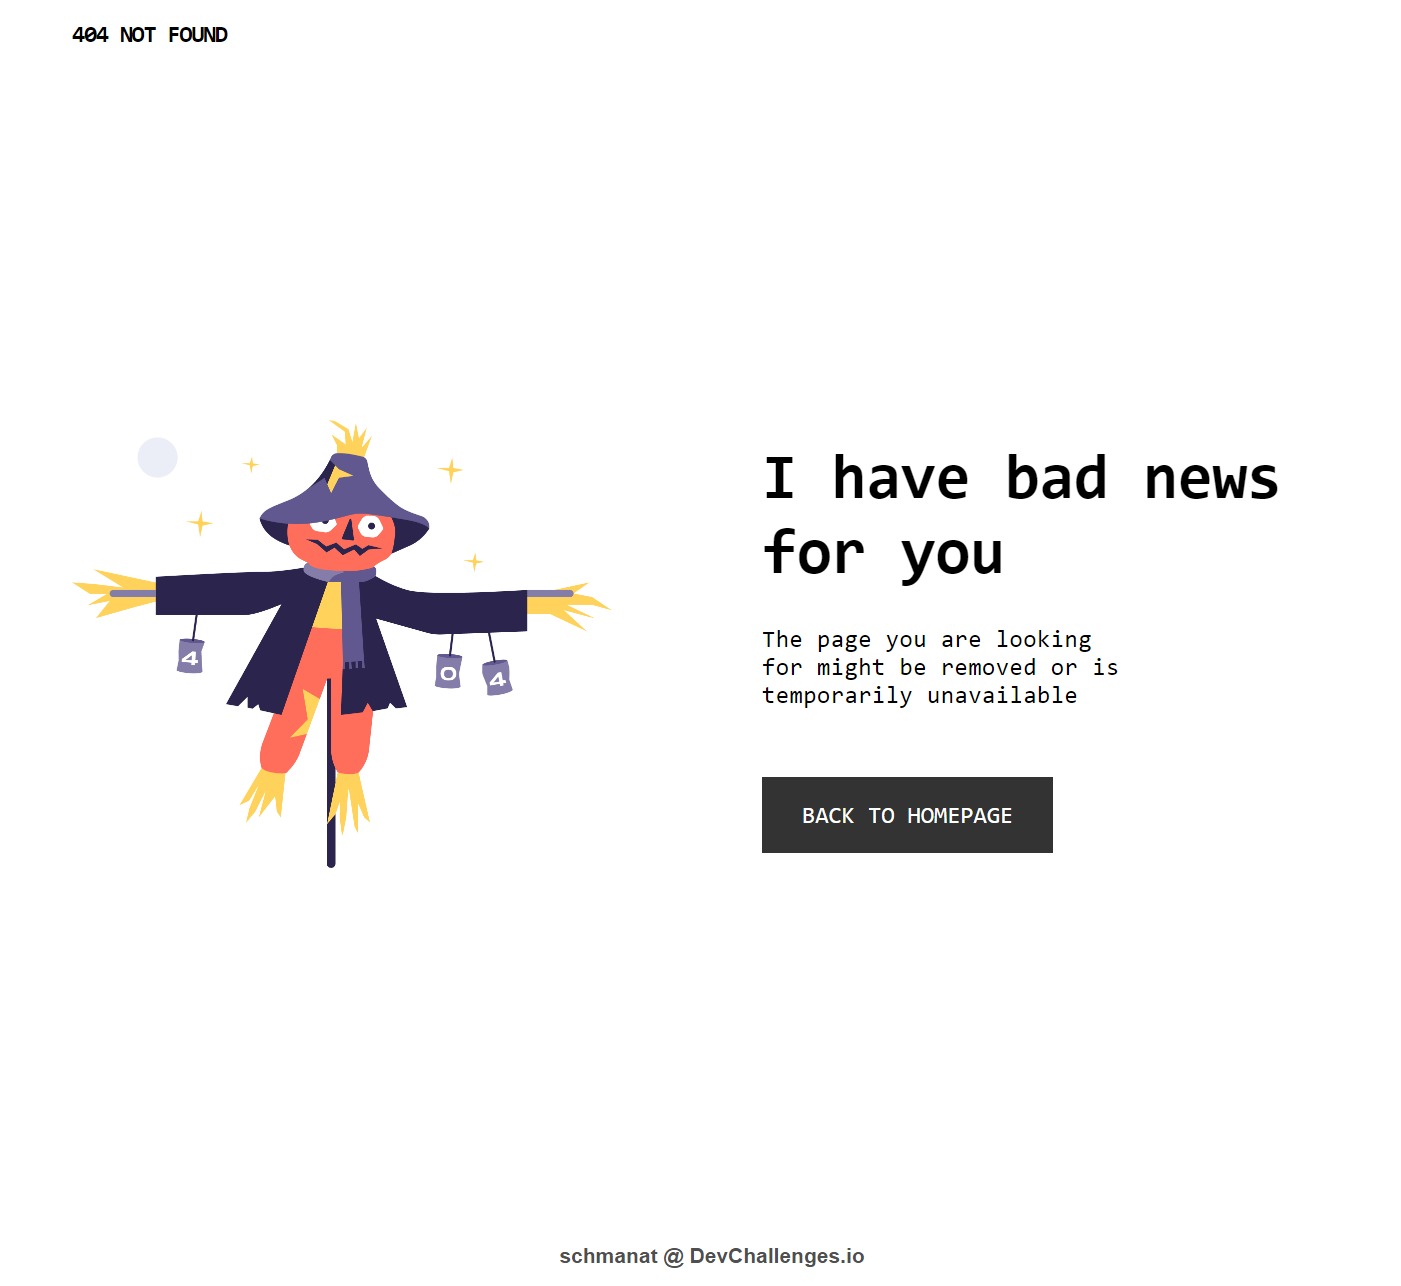 404 NOT FOUND
I have bad news
for you
The page you are looking
for might be removed or is
temporarily unavailable
BACK TO HOMEPAGE
4
0
4
schmanat @ DevChallenges.io